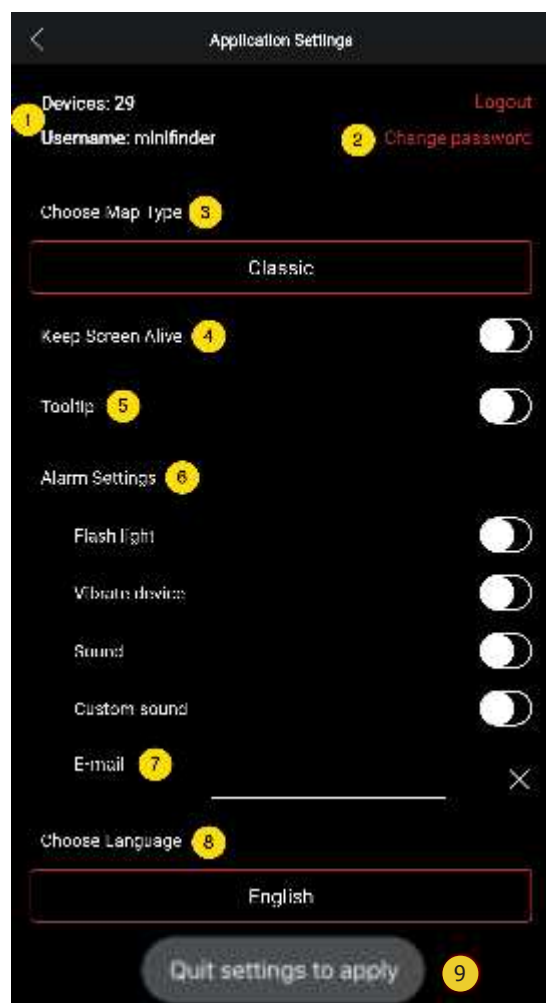 Application Settings
Devices: 29
Logout
1
Username: minifinder
2 Change password
Choose Map Type 3
Classic
Keep Screen Alive 4
Tooltip 5
Alarm Settings 6
Flash light
Vibrate device
Sound
Custom sound
E-mail 7
Choose Language 8
English
Quit settings to apply 9